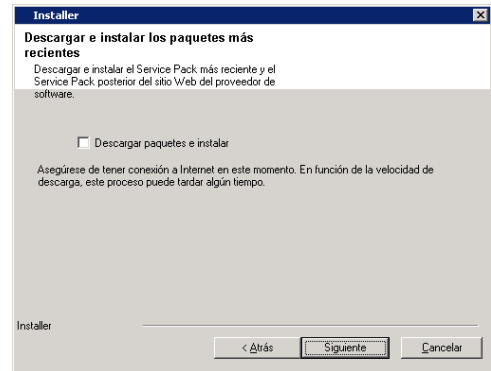 Installer
Descargar e instalar los paquetes más
recientes
Descargar e instalar el Service Pack más reciente y el
Service Pack posterior del sitio Web del proveedor de
software.
Descargar paquetes e instalar
Asegúrese de tener conexión a Internet en este momento. En función de la velocidad de
descarga, este proceso puede tardar algún tiempo.
Installer
< Atrás
Siguiente
Cancelar